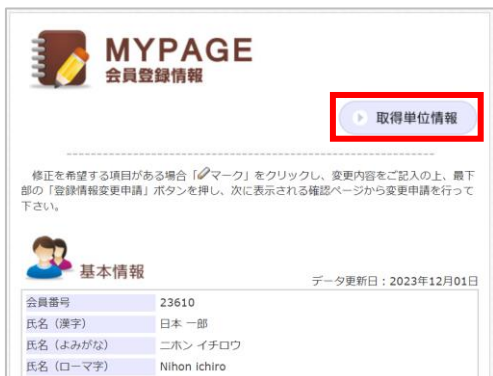 MYPAGE
会員登録情報
取得単位情報
修正を希望する項目がある場合「マーク」をクリックし、変更内容をご記入の上、最下
部の「登録情報変更申請」ボタンを押し、次に表示される確認ページから変更申請を行って
下さい。
基本情報
データ更新日：2023年12月01日
会員番号 23610
氏名（漢字） 日本 一郎
氏名（よみがな） ニホン イチロウ
氏名（ローマ字） Nihon ichiro